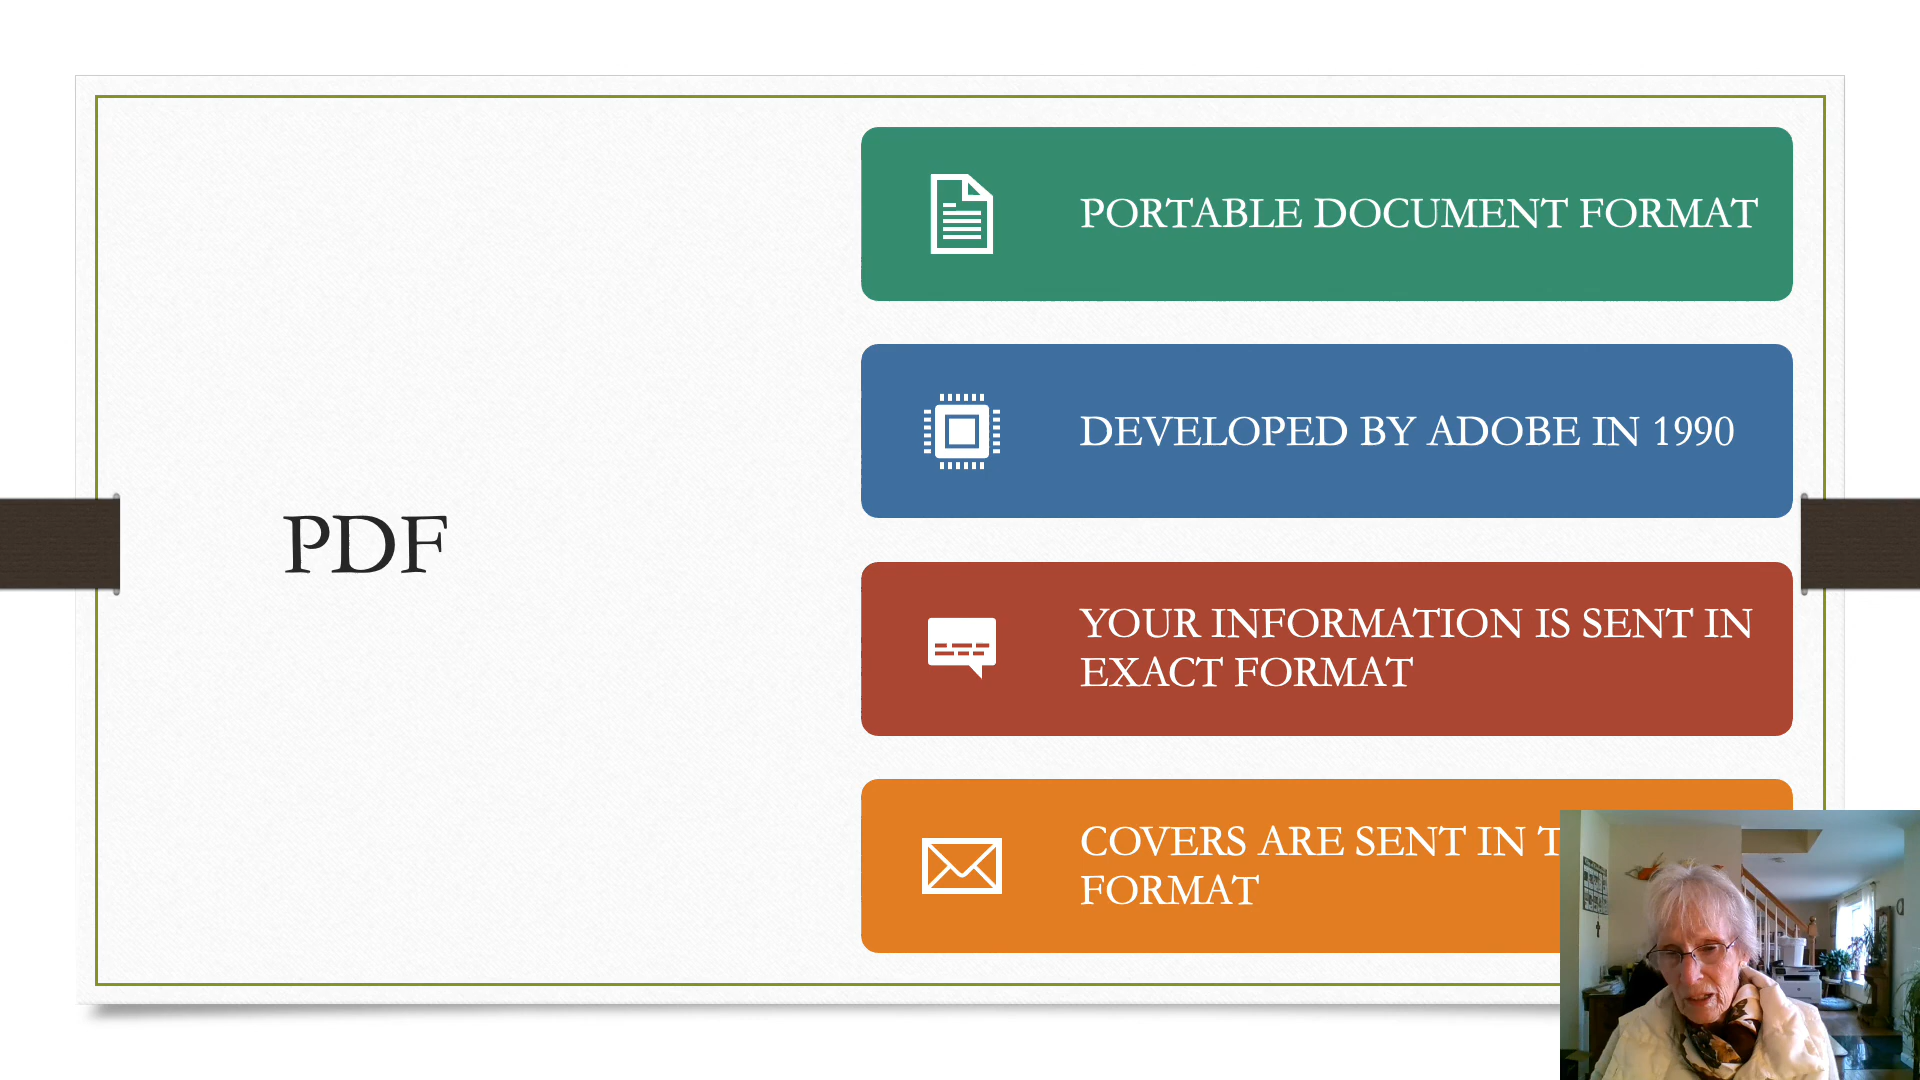 PDF
PORTABLE DOCUMENT FORMAT
DEVELOPED BY ADOBE IN 1990
YOUR INFORMATION IS SENT IN
EXACT FORMAT
COVERS ARE SENT IN
FORMAT